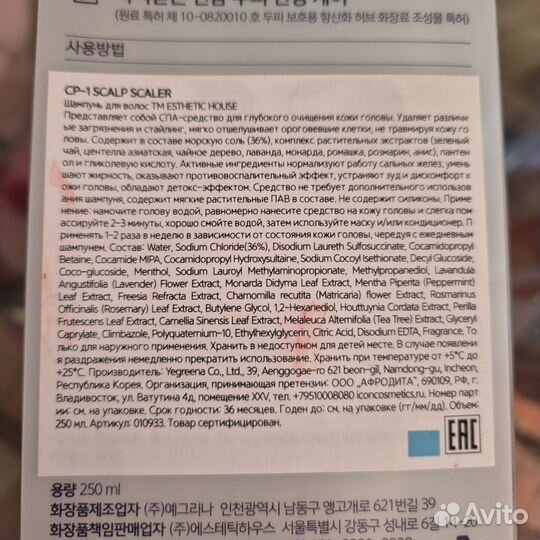 (원료 특허 제 10-0820010 호 두피 보호용 항산화 허브 화장료 조성물 특허)
사용방법
CP-1 SCALP SCALER
Шампунь для волос TM ESTHETIC HOUSE
Представляет собой СПА-средство для глубокого очищения кожи головы. Удаляет различн
ые загрязнения и стайлинг, мягко отшелушивает ороговевшие клетки, не травмируя кожу го
ловы. Содержит в составе морскую соль (36%), комплекс растительных экстрактов (зеленый
чай, центелла азиатская, чайное дерево, лаванда, монарда, ромашка, розмарин, анис), пантен
ол и гликолевую кислоту. Активные ингредиенты нормализуют работу сальных желез, умень
шают жирность, оказывают противовоспалительный эффект, устраняют зуд и дискомфорт к
ожи головы, обладают детокс-эффектом. Средство не требует дополнительного использов
ания шампуня, содержит мягкие растительные ПАВ в составе. Не содержит силиконы. Приме
нение: намочите голову водой, равномерно нанесите средство на кожу головы и слегка пом
ассируйте 2-3 минуты, хорошо смойте водой, затем используйте маску и/или кондиционер. П
рименять 1-2 раза в неделю в зависимости от состояния кожи головы, чередуя с ежедневным
шампунем. Состав: Water, Sodium Chloride(36%), Disodium Laureth Sulfosuccinate, Cocamidopropyl
Betaine, Cocamide MIPA, Cocamidopropyl Hydroxysultaine, Sodium Cocoyl Isethionate, Decyl Glucoside,
Coco-glucoside, Menthol, Sodium Lauroyl Methylaminopropionate, Methylpropanediol, Lavandula
Angustifolia (Lavender) Flower Extract, Monarda Didyma Leaf Extract, Mentha Piperita (Peppermint)
Leaf Extract, Freesia Refracta Extract, Chamomilla recutita (Matricaria) flower Extract, Rosmarinus
Officinalis (Rosemary) Leaf Extract, Butylene Glycol, 1,2-Hexanediol, Houttuynia Cordata Extract, Perilla
Frutescens Leaf Extract, Camellia Sinensis Leaf Extract, Melaleuca Alternifolia (Tea Tree) Extract, Glyceryl
Caprylate, Climbazole, Polyquaternium-10, Ethylhexylglycerin, Citric Acid, Disodium EDTA, Fragrance. То
лько для наружного применения. Хранить в недоступном для детей месте. В случае появлени
я раздражения немедленно прекратить использование. Хранить при температуре от +5°С до
+25°С. Производитель: Yegreena Co., Ltd., 39, Aenggogae-ro 621 beon-gil, Namdong-gu, Incheon,
Республика Корея. Организация, принимающая претензии: ООО «АФРОДИТА», 690109, РФ, г.
Владивосток, ул. Ватутина 4д, помещение XXV, тел. +79510088080 iconcosmetics.ru. Номер парт
ии: см. на упаковке. Срок годности: 36 месяцев. Годен до: см. на упаковке (гг/мм/дд). Объем:
250 мл. Артикул: 010933. Товар сертифицирован.
EAC
용량 250 ml
화장품제조업자 (주)예그리나 인천광역시 남동구 앵고개로 621번길 39
화장품책임판매업자 (주)에스테틱하우스 서울특별시 강동구 성내로 6길 14-20
Avito